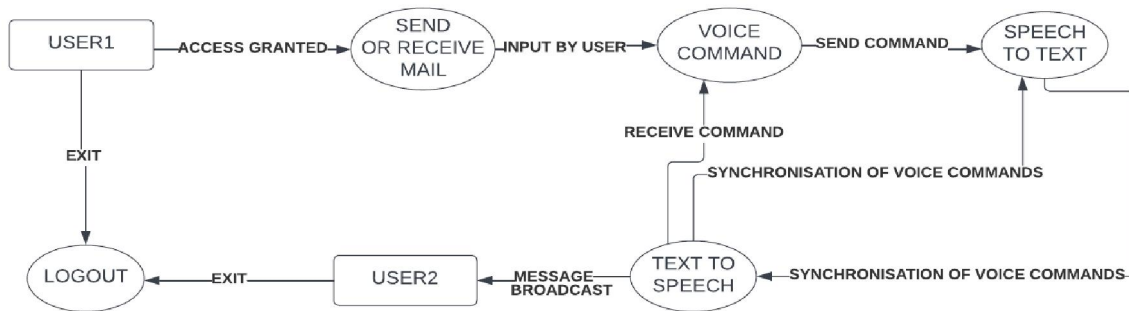 USER1
ACCESS GRANTED
SEND
OR RECEIVE
MAIL
INPUT BY USER
VOICE
COMMAND
SEND COMMAND
SPEECH
TO TEXT
RECEIVE COMMAND
EXIT
SYNCHRONISATION OF VOICE COMMANDS
LOGOUT
EXIT
USER2
MESSAGE
BROADCAST
TEXT TO
SPEECH
SYNCHRONISATION OF VOICE COMMANDS